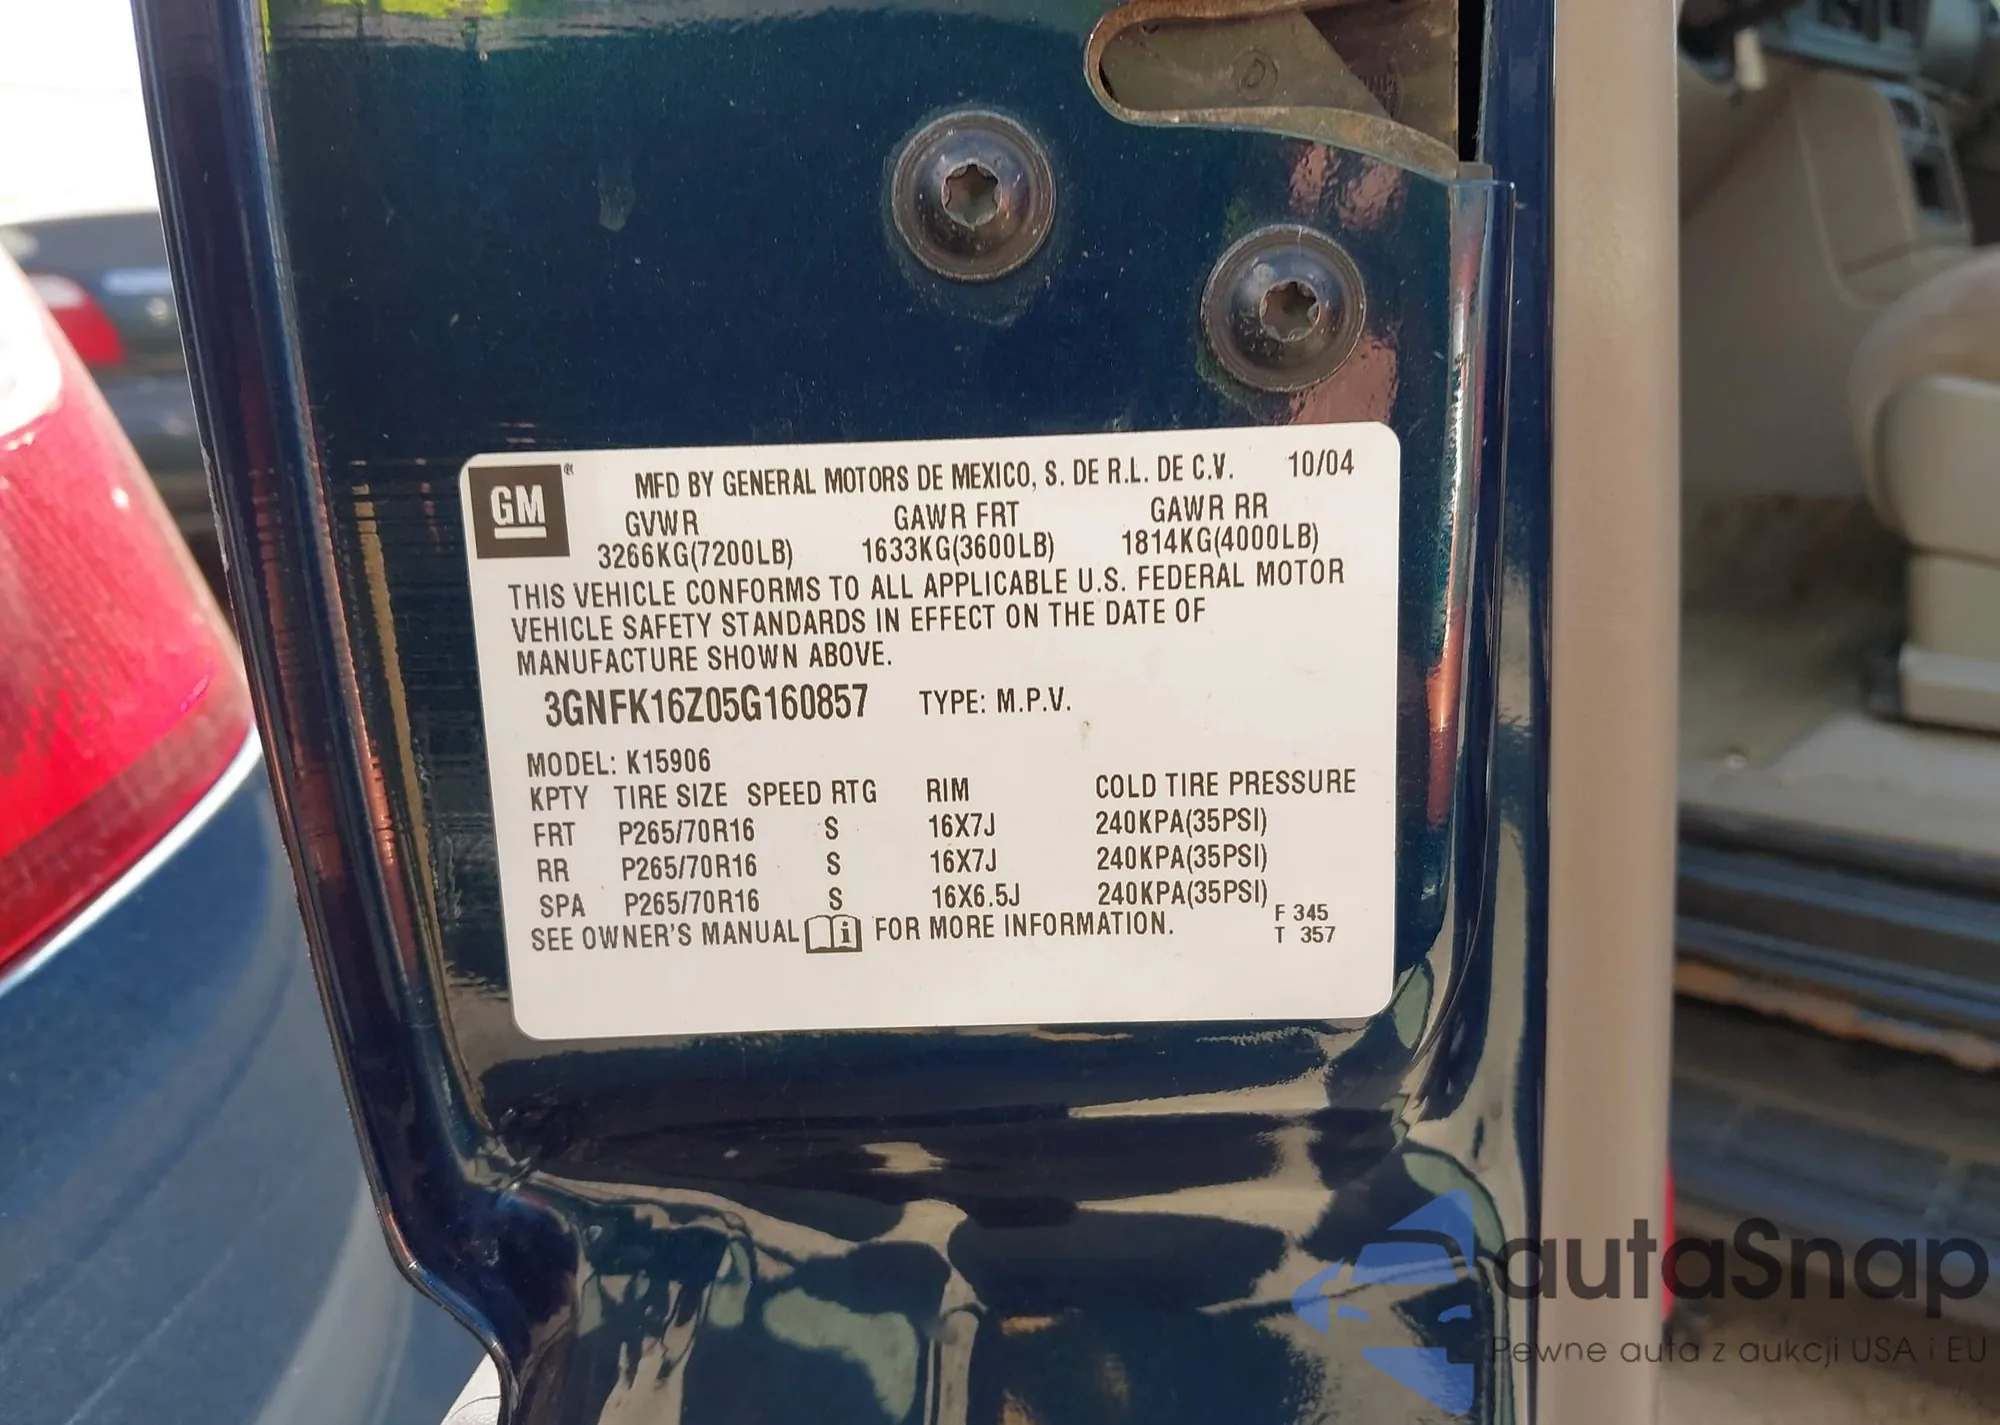 GM ® MFD BY GENERAL MOTORS DE MEXICO, S. DE R.L. DE C.V. 10/04
GVWR GAWR FRT GAWR RR
3266KG(7200LB) 1633KG(3600LB) 1814KG(4000LB)
THIS VEHICLE CONFORMS TO ALL APPLICABLE U.S. FEDERAL MOTOR
VEHICLE SAFETY STANDARDS IN EFFECT ON THE DATE OF
MANUFACTURE SHOWN ABOVE.
3GNFK16Z05G160857 TYPE: M.P.V.
MODEL: K15906
KPTY TIRE SIZE SPEED RTG RIM COLD TIRE PRESSURE
FRT P265/70R16 S 16X7J 240KPA(35PSI)
RR P265/70R16 S 16X7J 240KPA(35PSI)
SPA P265/70R16 S 16X6.5J 240KPA(35PSI)
SEE OWNER'S MANUAL i FOR MORE INFORMATION.
F 345
T 357
autaSnap
Pewne auta z aukcji USA i EU